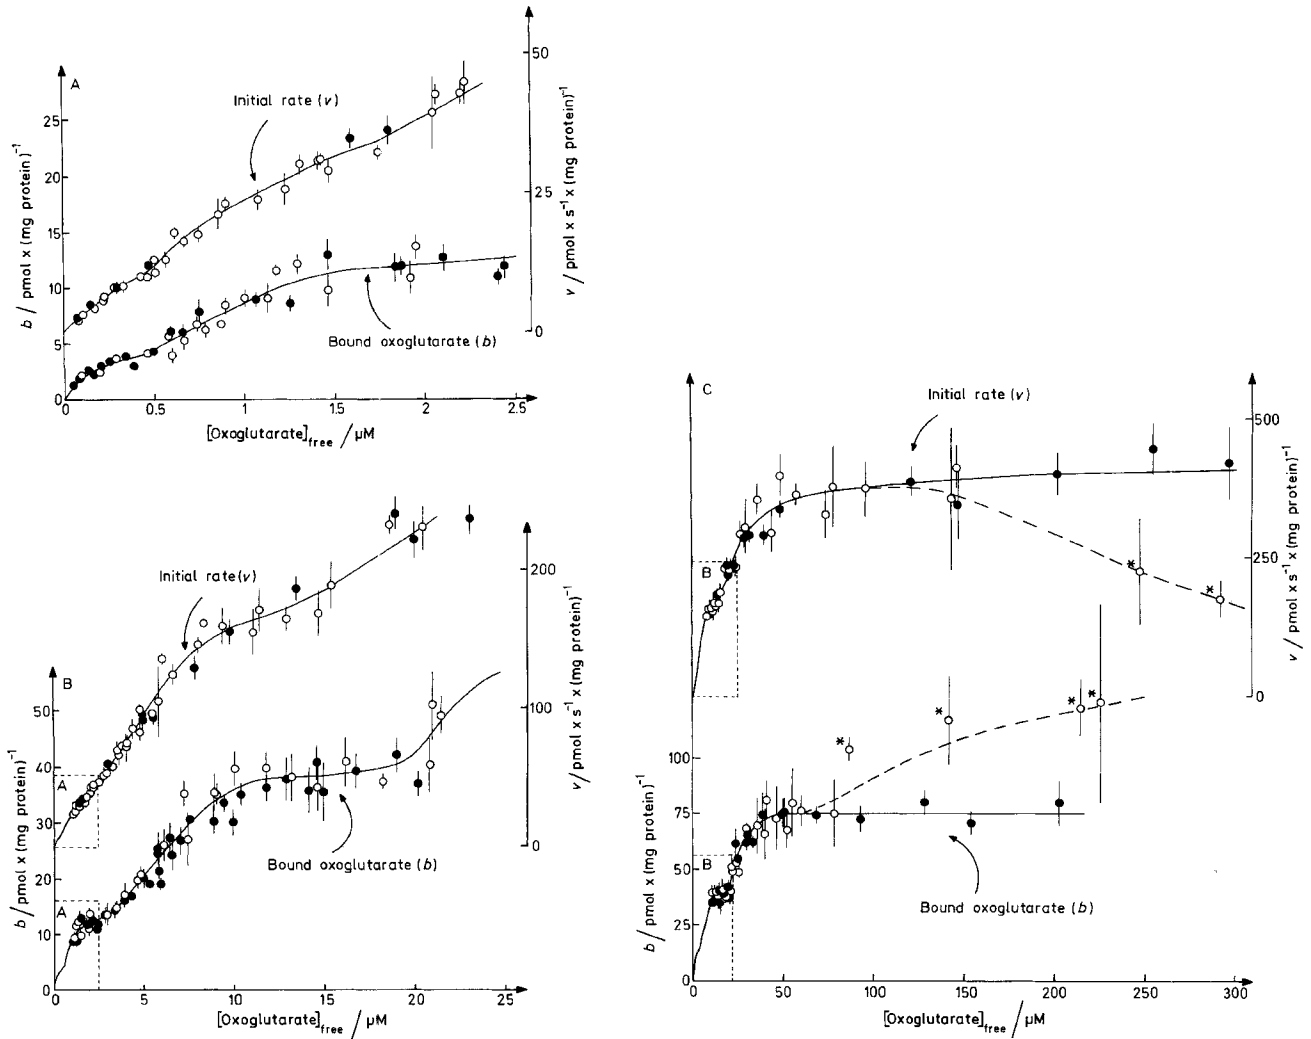 A
Initial rate (v)
Bound oxoglutarate (b)
b / pmol x (mg protein)⁻¹
25
20
15
10
5
0
v / pmol x s⁻¹ x (mg protein)⁻¹
50
25
0
0 0.5 1 1.5 2 2.5
[Oxoglutarate]free / µM
B
A
A
Initial rate (v)
Bound oxoglutarate (b)
b / pmol x (mg protein)⁻¹
50
40
30
20
10
0
v / pmol x s⁻¹ x (mg protein)⁻¹
200
100
0
0 5 10 15 20 25
[Oxoglutarate]free / µM
C
B
B
Initial rate (v)
Bound oxoglutarate (b)
* * * * * *
b / pmol x (mg protein)⁻¹
100
75
50
25
0
v / pmol x s⁻¹ x (mg protein)⁻¹
500
250
0
0 50 100 150 200 250 300
[Oxoglutarate]free / µM